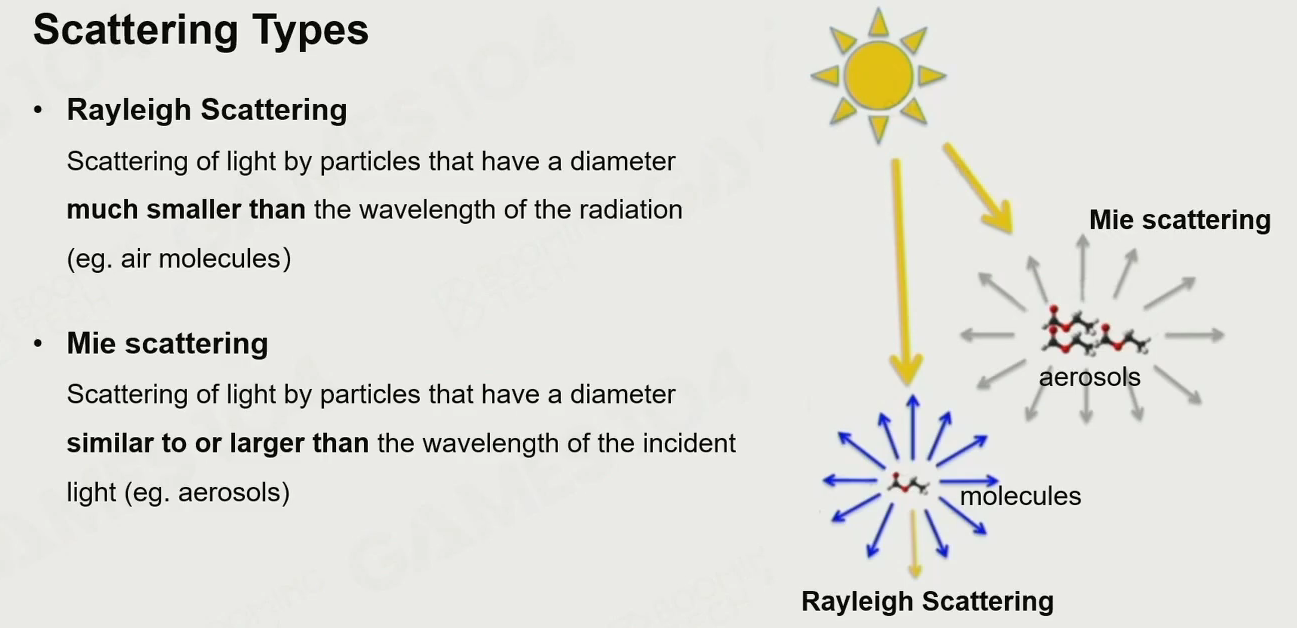 Scattering Types
• Rayleigh Scattering
Scattering of light by particles that have a diameter
much smaller than the wavelength of the radiation
(eg. air molecules)
• Mie scattering
Scattering of light by particles that have a diameter
similar to or larger than the wavelength of the incident
light (eg. aerosols)
Mie scattering
aerosols
molecules
Rayleigh Scattering
GAMES 104